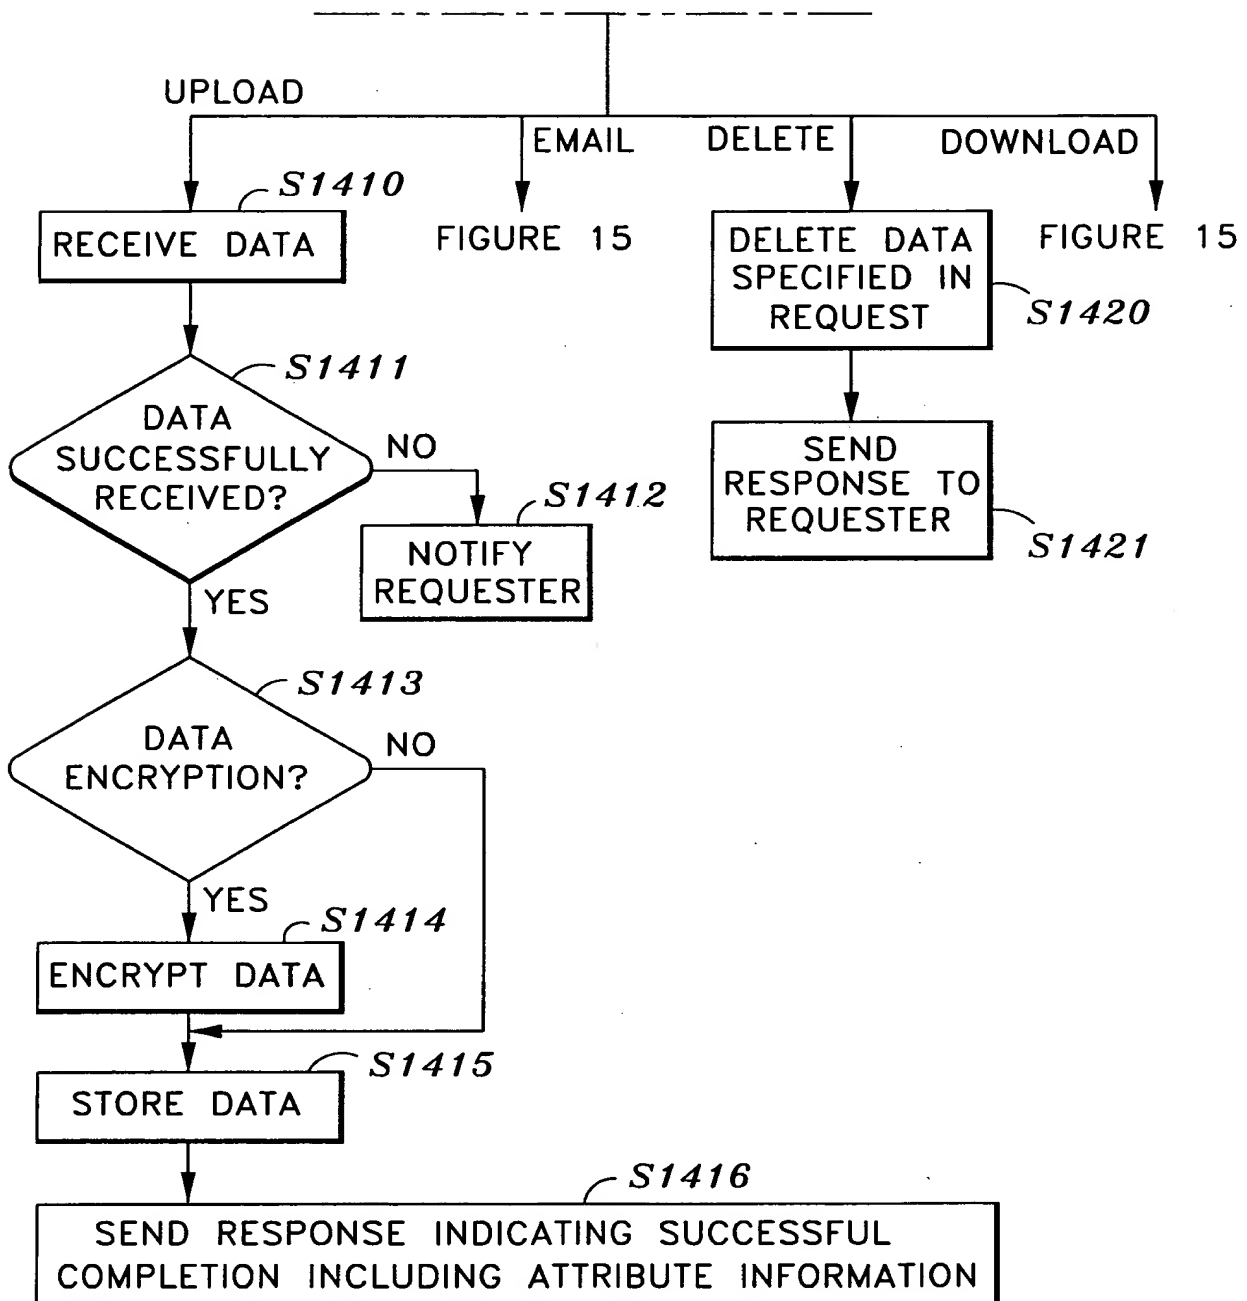 UPLOAD
EMAIL
DELETE
DOWNLOAD
S1410
RECEIVE DATA
FIGURE 15
DELETE DATA
SPECIFIED IN
REQUEST
FIGURE 15
S1420
S1411
DATA
SUCCESSFULLY
RECEIVED?
NO
S1412
NOTIFY
REQUESTER
SEND
RESPONSE TO
REQUESTER
S1421
YES
S1413
DATA
ENCRYPTION?
NO
YES
S1414
ENCRYPT DATA
S1415
STORE DATA
S1416
SEND RESPONSE INDICATING SUCCESSFUL
COMPLETION INCLUDING ATTRIBUTE INFORMATION